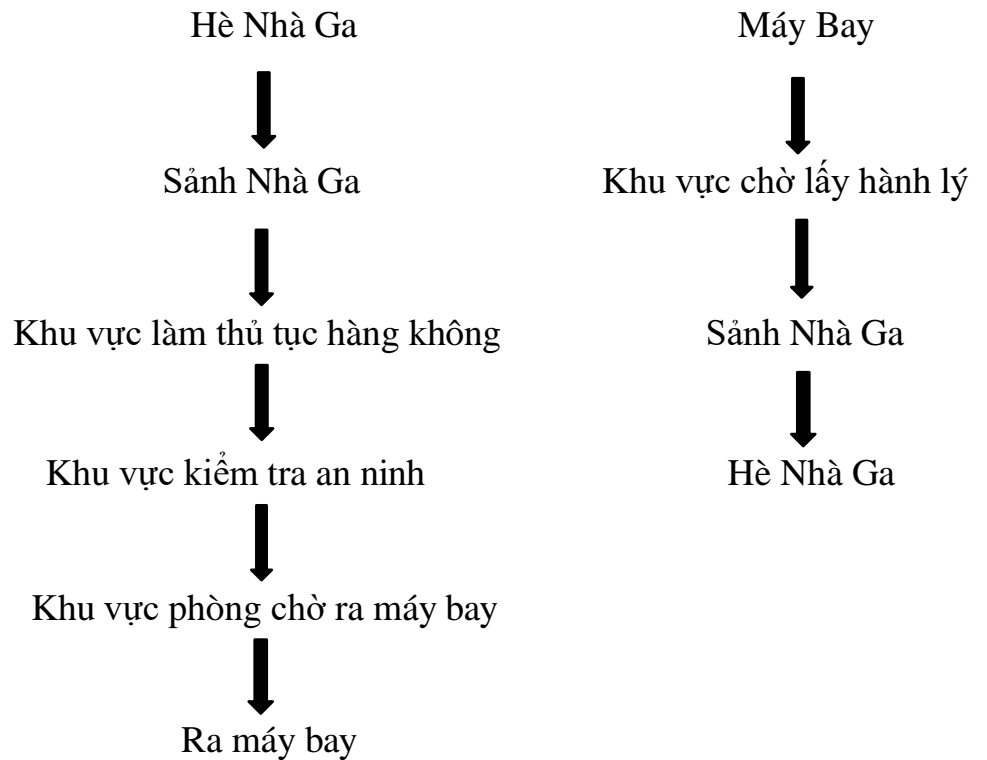 Hè Nhà Ga
Sảnh Nhà Ga
Khu vực làm thủ tục hàng không
Khu vực kiểm tra an ninh
Khu vực phòng chờ ra máy bay
Ra máy bay
Máy Bay
Khu vực chờ lấy hành lý
Sảnh Nhà Ga
Hè Nhà Ga